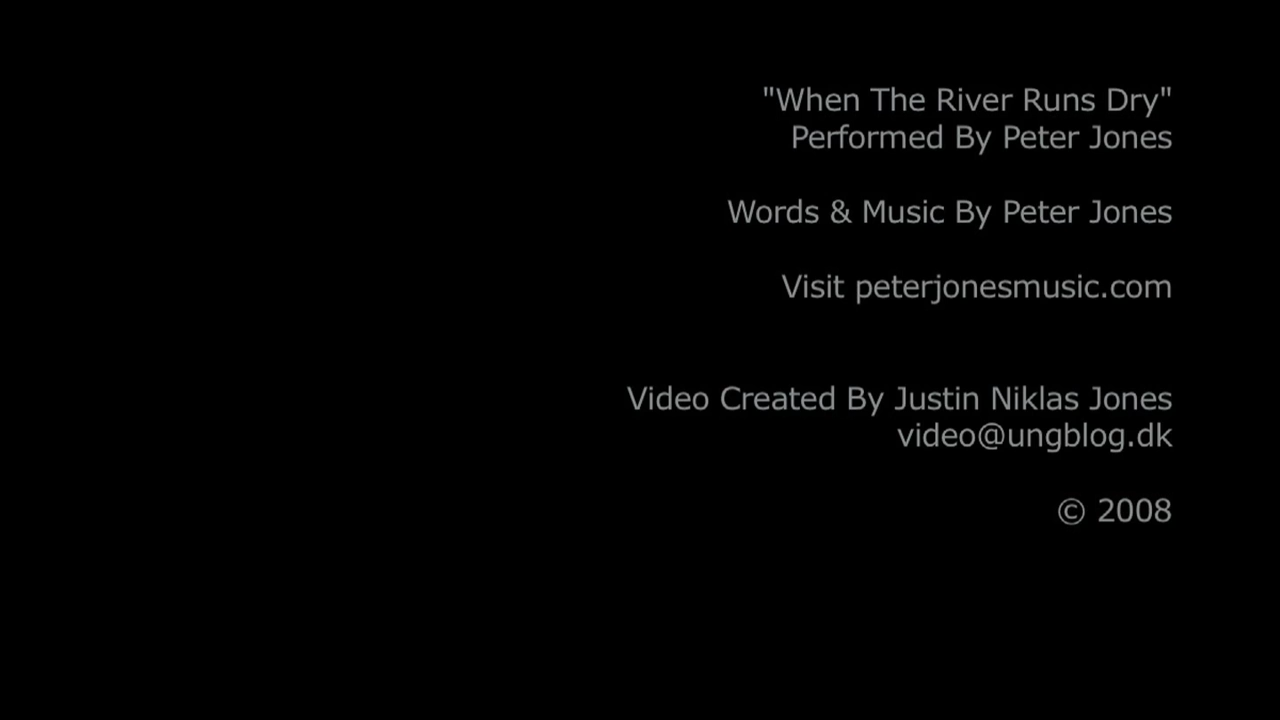 "When The River Runs Dry"
Performed By Peter Jones
Words & Music By Peter Jones
Visit peterjonesmusic.com
Video Created By Justin Niklas Jones
video@ungblog.dk
© 2008